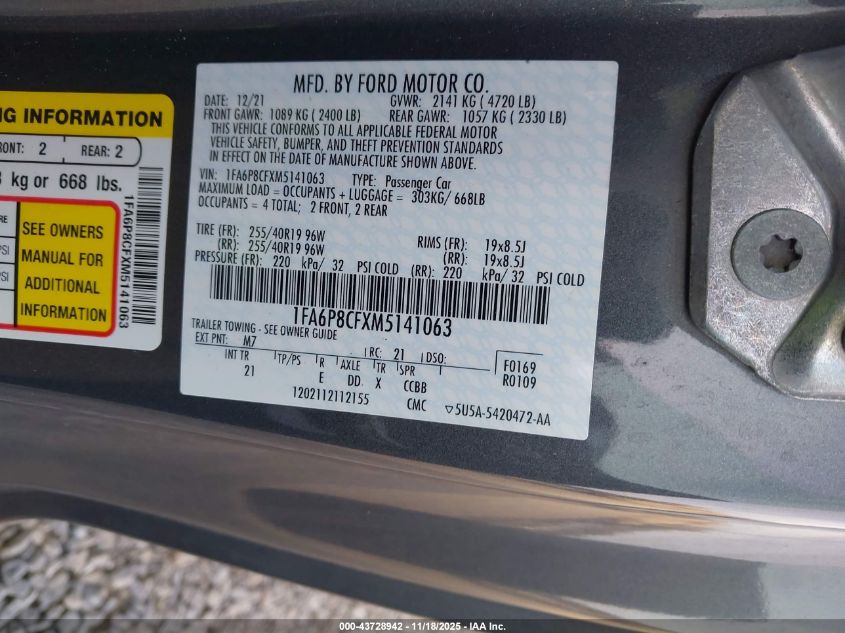 NG INFORMATION
FRONT: 2 REAR: 2
kg or 668 lbs.
SEE OWNERS
MANUAL FOR
ADDITIONAL
INFORMATION
1FA6P8CFXM5141063
MFD. BY FORD MOTOR CO.
DATE: 12/21 GVWR: 2141 KG ( 4720 LB)
FRONT GAWR: 1089 KG ( 2400 LB) REAR GAWR: 1057 KG ( 2330 LB)
THIS VEHICLE CONFORMS TO ALL APPLICABLE FEDERAL MOTOR
VEHICLE SAFETY, BUMPER, AND THEFT PREVENTION STANDARDS
IN EFFECT ON THE DATE OF MANUFACTURE SHOWN ABOVE.
VIN: 1FA6P8CFXM5141063 TYPE: Passenger Car
MAXIMUM LOAD = OCCUPANTS + LUGGAGE = 303KG/ 668LB
OCCUPANTS = 4 TOTAL; 2 FRONT, 2 REAR
TIRE (FR): 255/40R19 96W RIMS (FR): 19x8.5J
(RR): 255/40R19 96W (RR): 19x8.5J
PRESSURE (FR): 220 kPa/ 32 PSI COLD (RR): 220 kPa/ 32 PSI COLD
1FA6P8CFXM5141063
TRAILER TOWING - SEE OWNER GUIDE
EXT PNT: M7 RC: 21 DSO: F0169
INT TR TP/PS R AXLE TR SPR R0109
21 E DD X CCBB
1202112112155 CMC ▽5U5A-5420472-AA
000-43728942 - 11/18/2025 - IAA Inc.